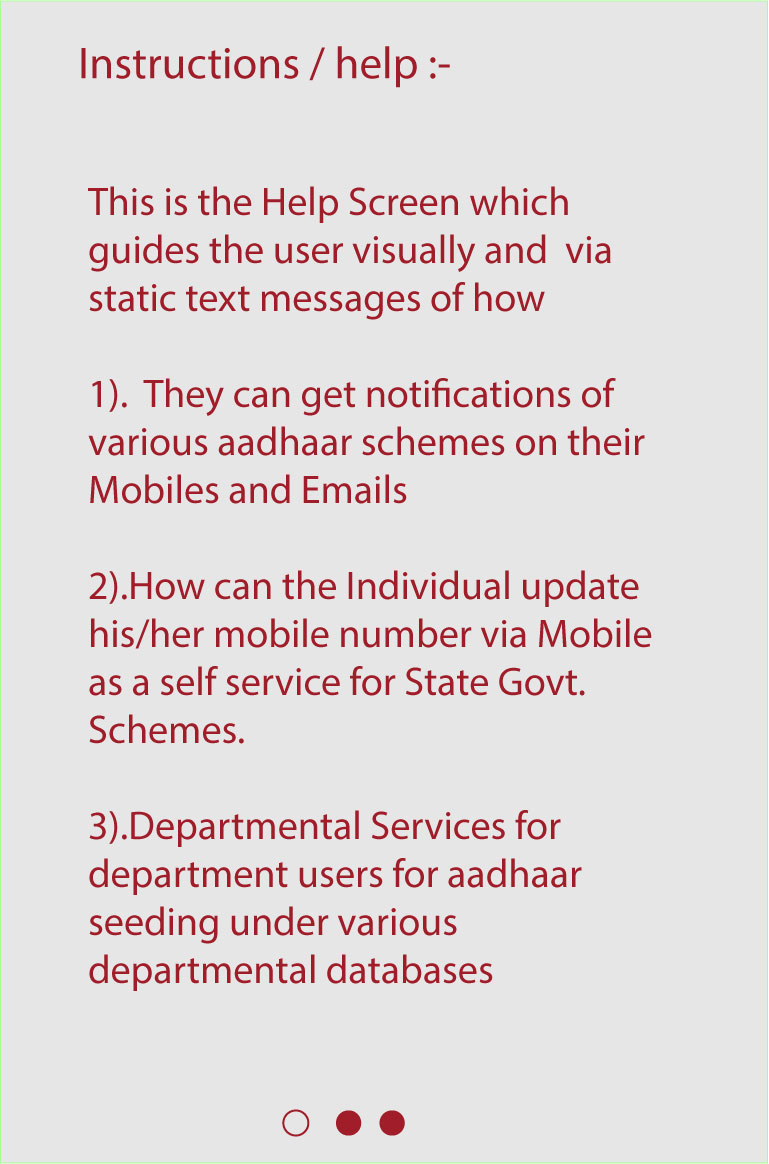 Instructions / help :-
This is the Help Screen which
guides the user visually and  via
static text messages of how
1).  They can get notifications of
various aadhaar schemes on their
Mobiles and Emails
2).How can the Individual update
his/her mobile number via Mobile
as a self service for State Govt.
Schemes.
3).Departmental Services for
department users for aadhaar
seeding under various
departmental databases